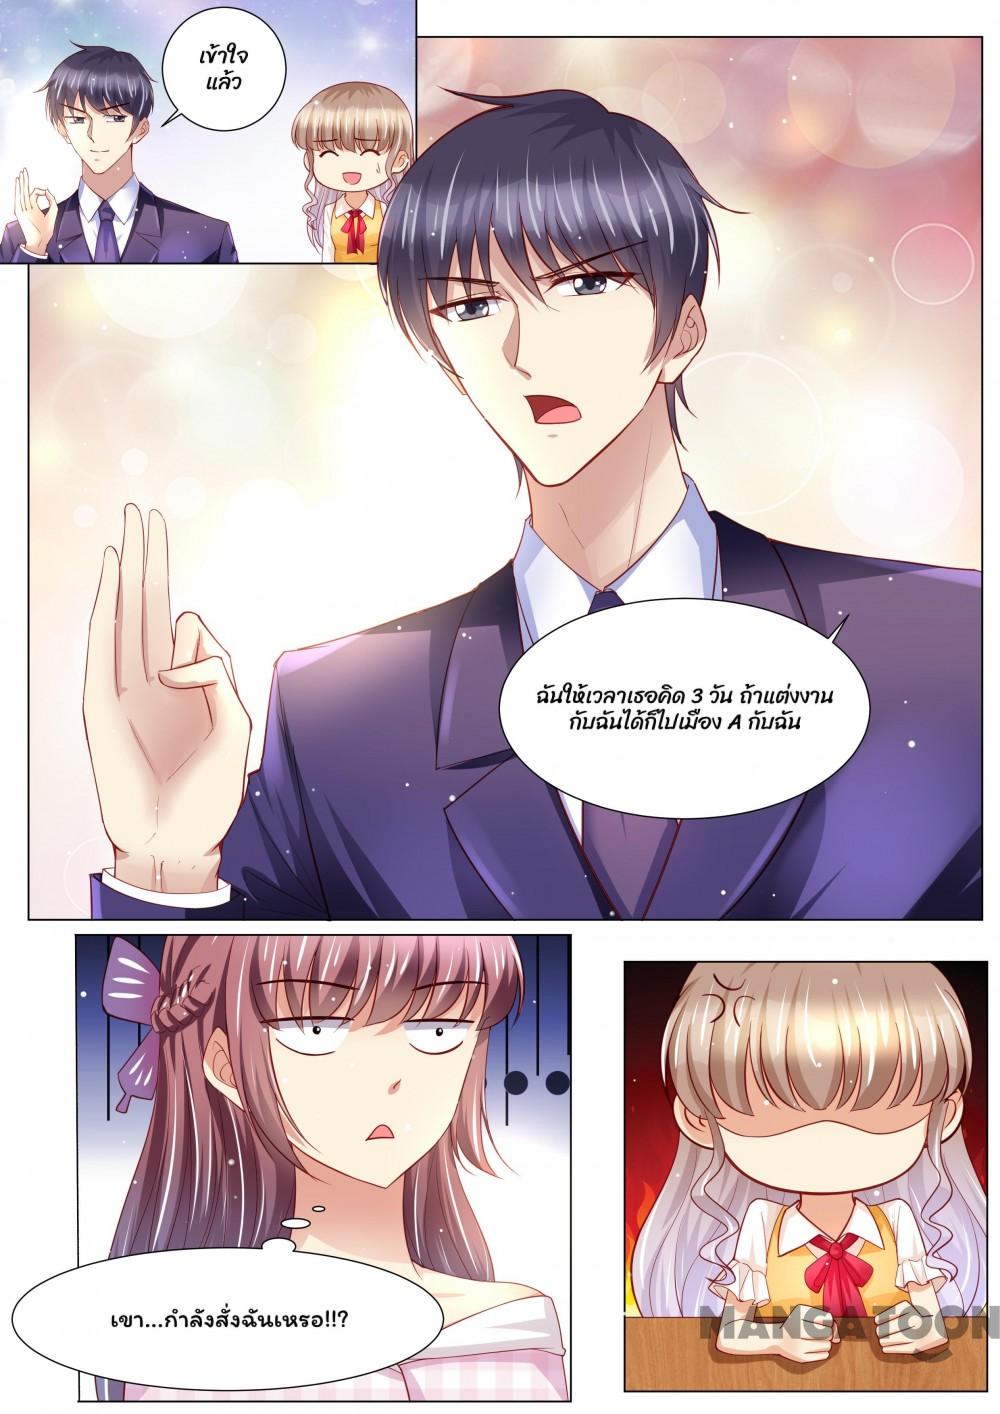 เข้าใจ
แล้ว
ฉันให้เวลาเธอคิด 3 วัน ถ้าแต่งงาน
กับฉันได้ก็ไปเมือง A กับฉัน
เขา...กำลังสั่งฉันเหรอ!!?
MANGATOON